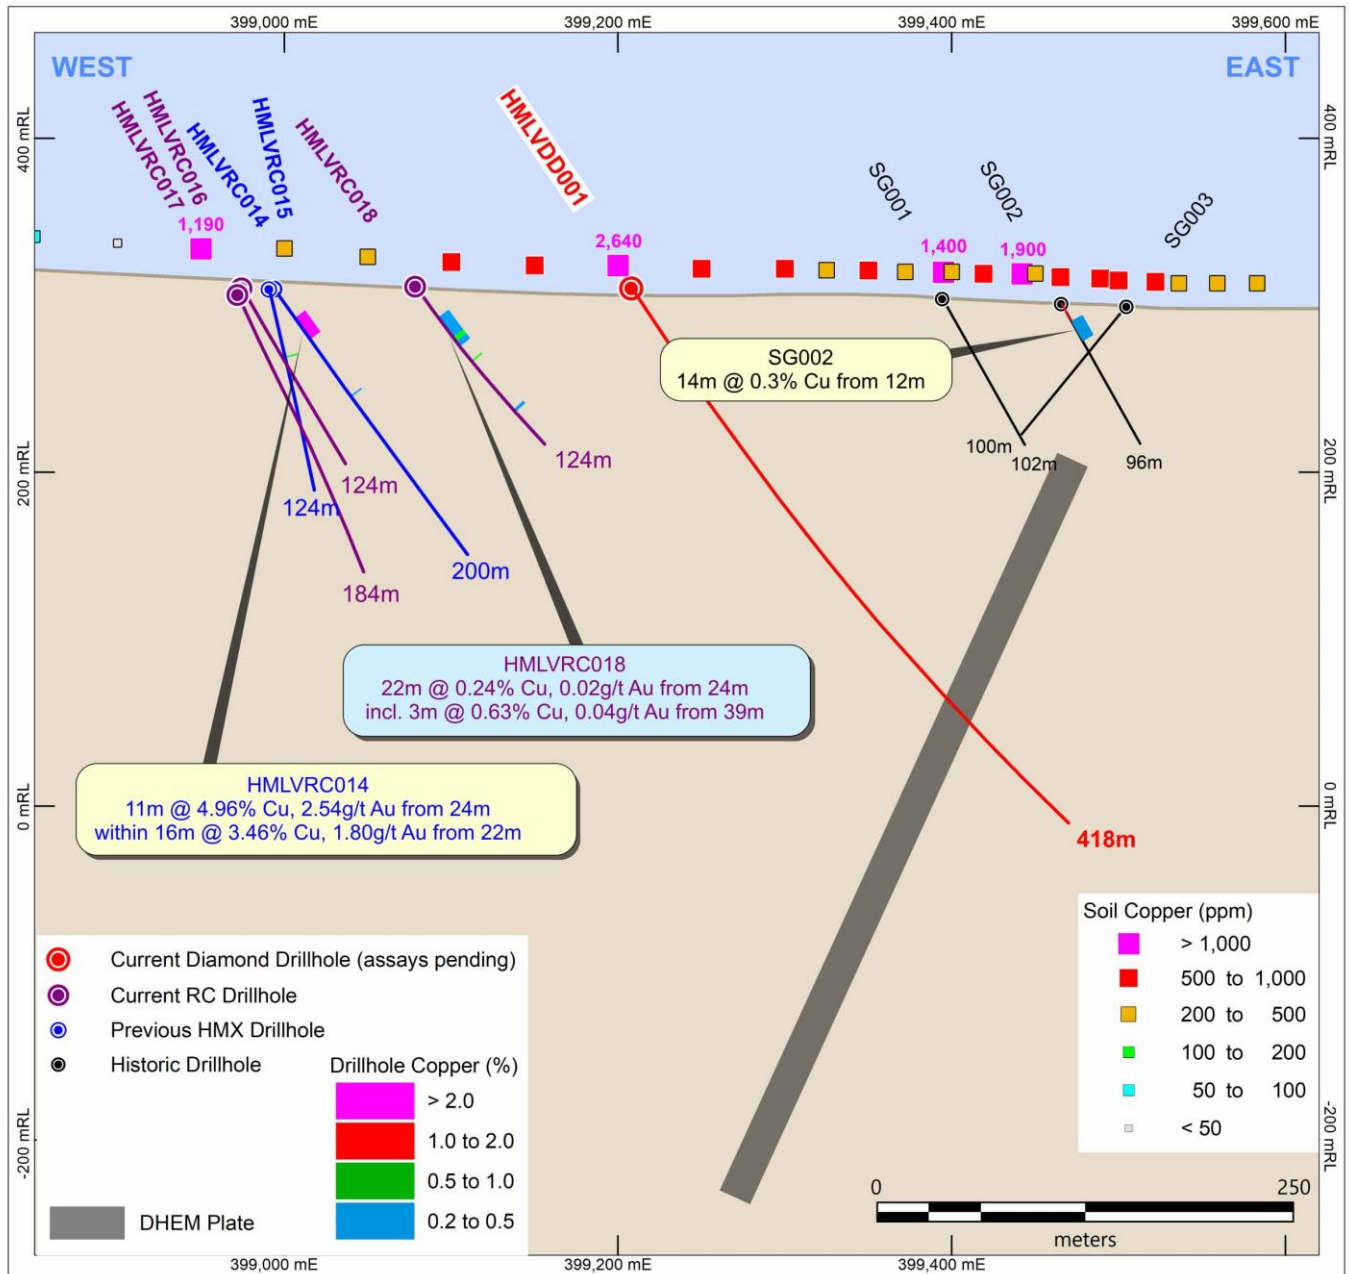 399,000 mE
399,200 mE
399,400 mE
399,600 mE
WEST
EAST
400 mRL
400 mRL
HMLVRC017
HMLVRC016
HMLVRC014
HMLVRC015
HMLVRC018
HMLVDD001
SG001
SG002
SG003
1,190
2,640
1,400
1,900
SG002
14m @ 0.3% Cu from 12m
200 mRL
200 mRL
124m
124m
184m
200m
124m
100m
102m
96m
HMLVRC018
22m @ 0.24% Cu, 0.02g/t Au from 24m
incl. 3m @ 0.63% Cu, 0.04g/t Au from 39m
HMLVRC014
11m @ 4.96% Cu, 2.54g/t Au from 24m
within 16m @ 3.46% Cu, 1.80g/t Au from 22m
0 mRL
0 mRL
418m
Current Diamond Drillhole (assays pending)
Current RC Drillhole
Previous HMX Drillhole
Historic Drillhole
DHEM Plate
Drillhole Copper (%)
> 2.0
1.0 to 2.0
0.5 to 1.0
0.2 to 0.5
Soil Copper (ppm)
> 1,000
500 to 1,000
200 to 500
100 to 200
50 to 100
< 50
-200 mRL
-200 mRL
0
250
meters
399,000 mE
399,200 mE
399,400 mE